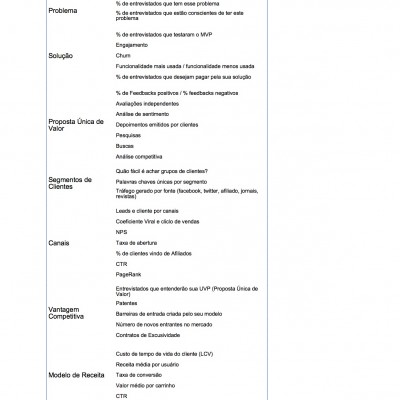 Problema
% de entrevistados que tem esse problema
% de entrevistados que estão conscientes de ter este
problema
Solução
% de entrevistados que testaram o MVP
Engajamento
Churn
Funcionalidade mais usada / funcionalidade menos usada
% de entrevistados que desejam pagar pela sua solução
Proposta Única de
Valor
% de Feedbacks positivos / % feedbacks negativos
Avaliações independentes
Análise de sentimento
Depoimentos emitidos por clientes
Pesquisas
Buscas
Análise competitiva
Segmentos de
Clientes
Quão fácil é achar grupos de clientes?
Palavras chaves únicas por segmento
Tráfego gerado por fonte (facebook, twitter, afiliado, jornais,
revistas)
Canais
Leads e cliente por canais
Coeficiente Viral e clicio de vendas
NPS
Taxa de abertura
% de clientes vindo de Afiliados
CTR
PageRank
Vantagem
Competitiva
Entrevistados que entenderão sua UVP (Proposta Única de
Valor)
Patentes
Barreiras de entrada criada pelo seu modelo
Número de novos entrantes no mercado
Contratos de Excusividade
Modelo de Receita
Custo de tempo de vida do client (LCV)
Receita média por usuário
Taxa de conversão
Valor médio por carrinho
CTR